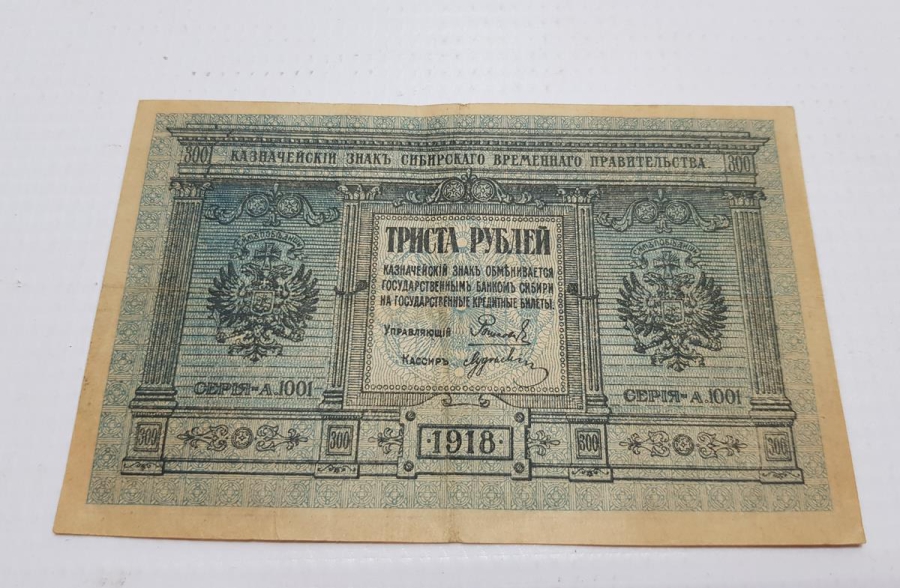 300 КАЗНАЧЕЙСКІЙ ЗНАКЪ СИБИРСКАГО ВРЕМЕННАГО ПРАВИТЕЛЬСТВА. 300
ТРИСТА РУБЛЕЙ
КАЗНАЧЕЙСКІЙ ЗНАКЪ ОБМѢНИВАЕТСЯ
ГОСУДАРСТВЕННЫМЪ БАНКОМЪ СИБИРИ
НА ГОСУДАРСТВЕННЫЕ КРЕДИТНЫЕ БИЛЕТЫ.
УПРАВЛЯЮЩІЙ
КАССИРЪ
СЕРІЯ-А.1001 СЕРІЯ-А.1001
300 300 ·1918· 300 300